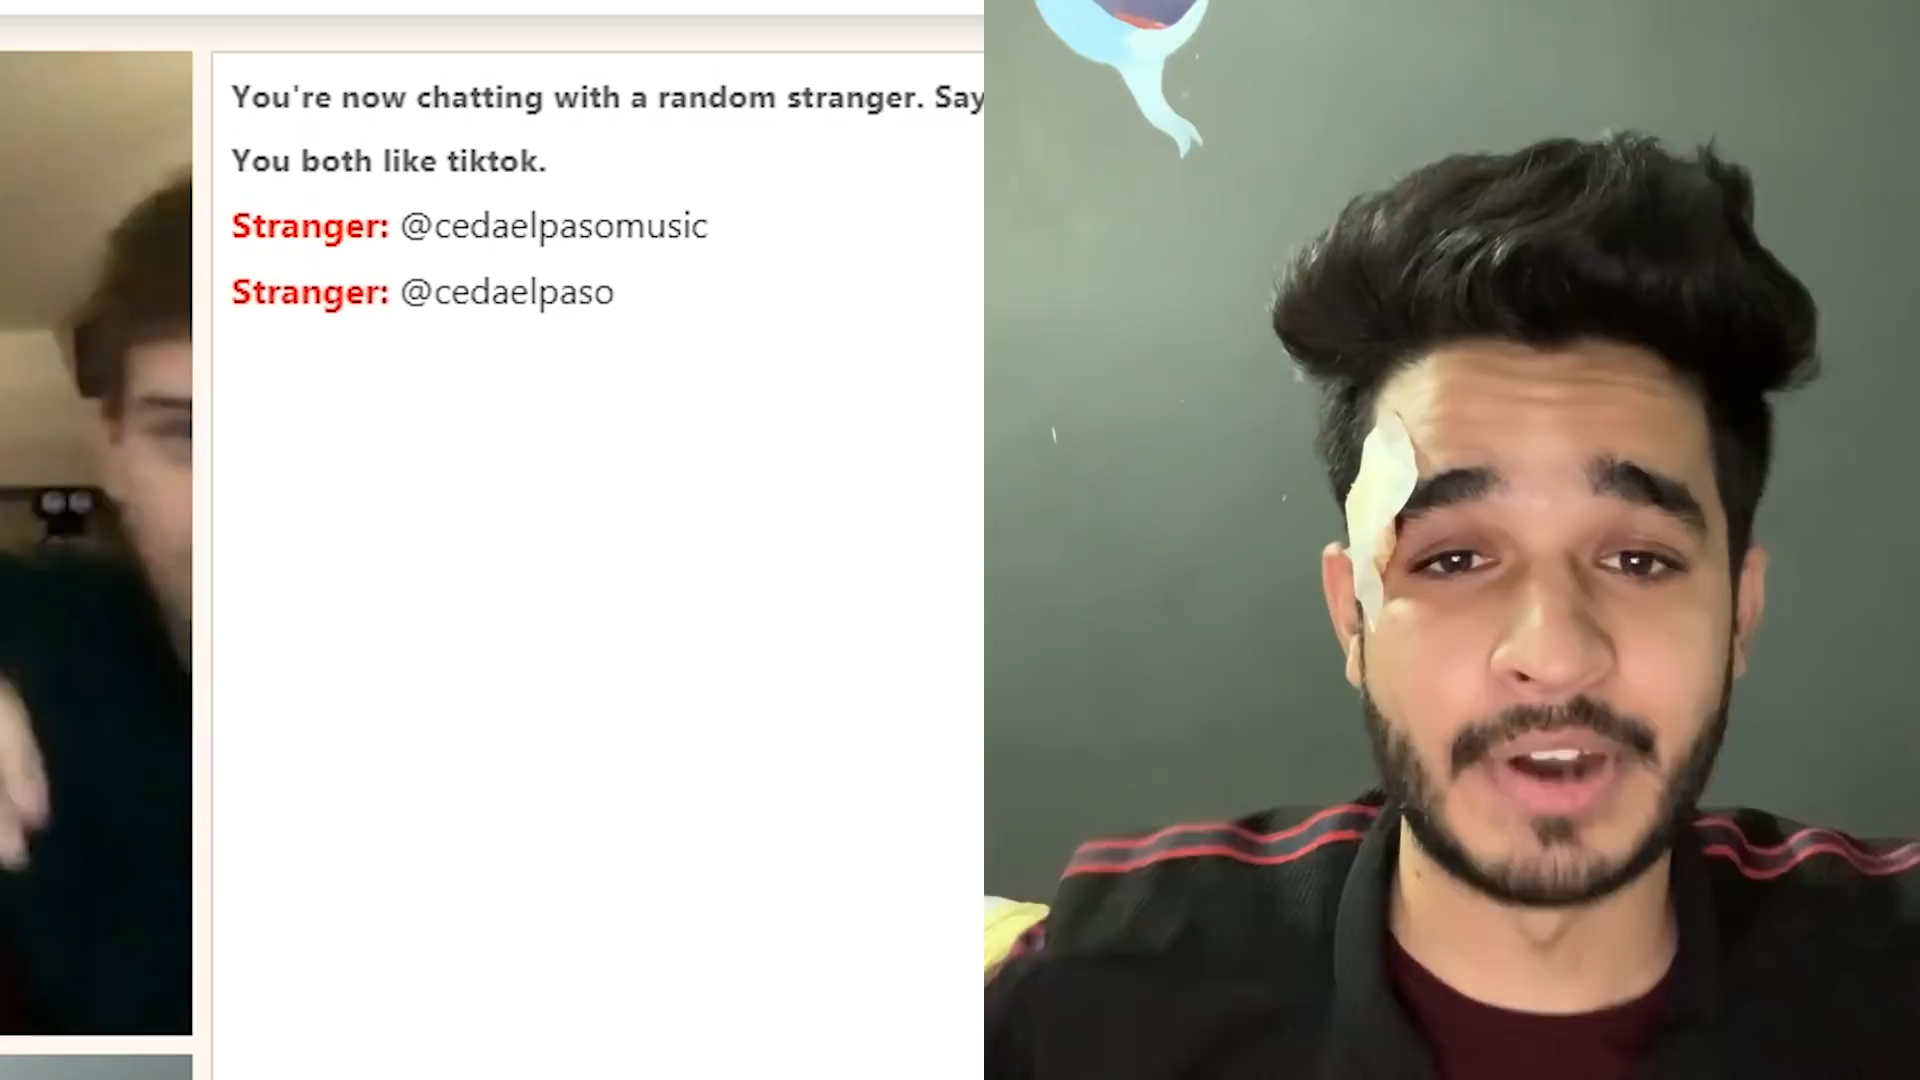 You're now chatting with a random stranger. Say
You both like tiktok.
Stranger: @cedaelpasomusic
Stranger: @cedaelpaso